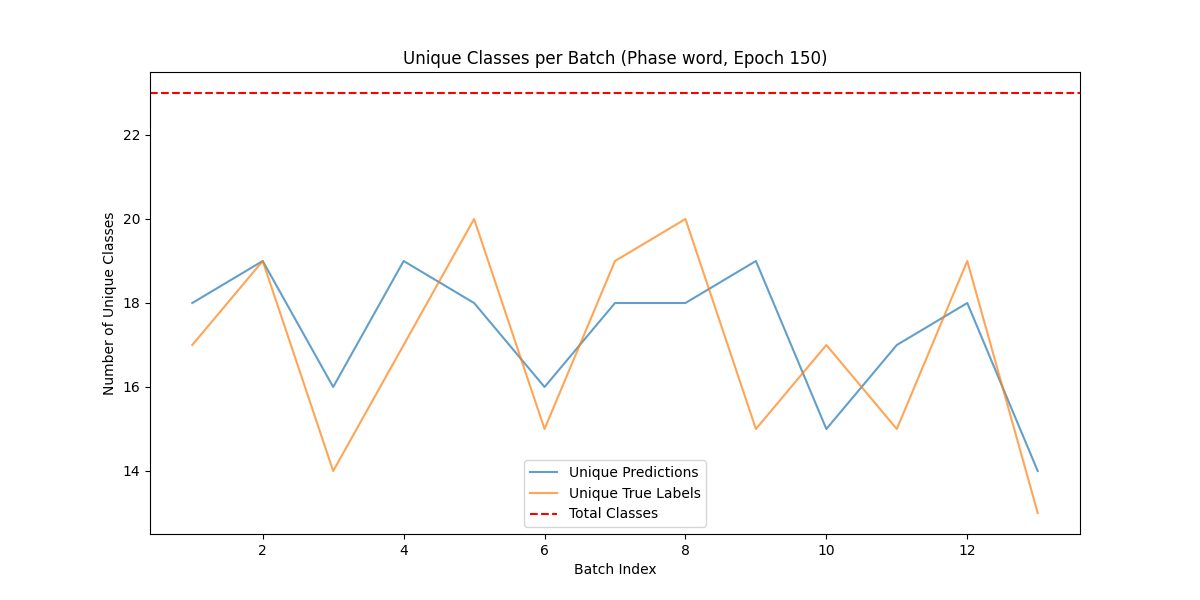 Unique Classes per Batch (Phase word, Epoch 150)
Number of Unique Classes
22
20
18
16
14
Unique Predictions
Unique True Labels
Total Classes
2 4 6 8 10 12
Batch Index